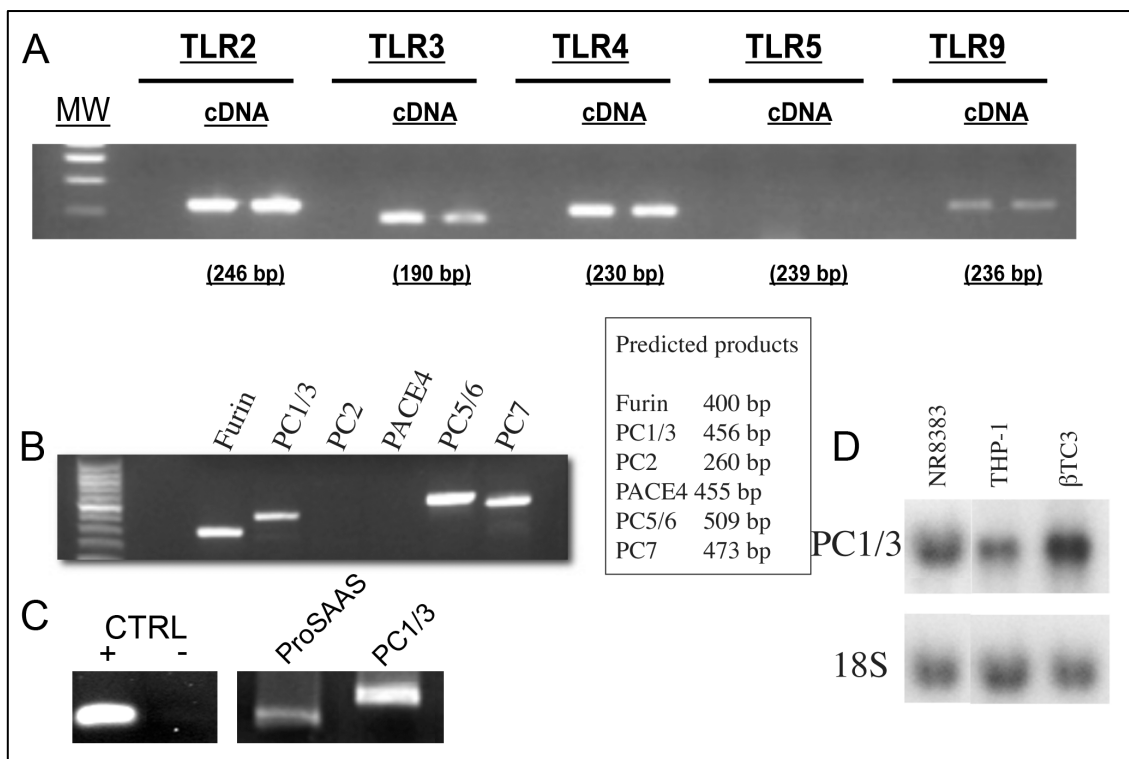 A
TLR2 TLR3 TLR4 TLR5 TLR9
MW cDNA cDNA cDNA cDNA cDNA
(246 bp) (190 bp) (230 bp) (239 bp) (236 bp)
B
Furin PC1/3 PC2 PACE4 PC5/6 PC7
Predicted products
Furin 400 bp
PC1/3 456 bp
PC2 260 bp
PACE4 455 bp
PC5/6 509 bp
PC7 473 bp
C
CTRL
+ -
ProSAAS PC1/3
D
NR8383 THP-1 βTC3
PC1/3
18S